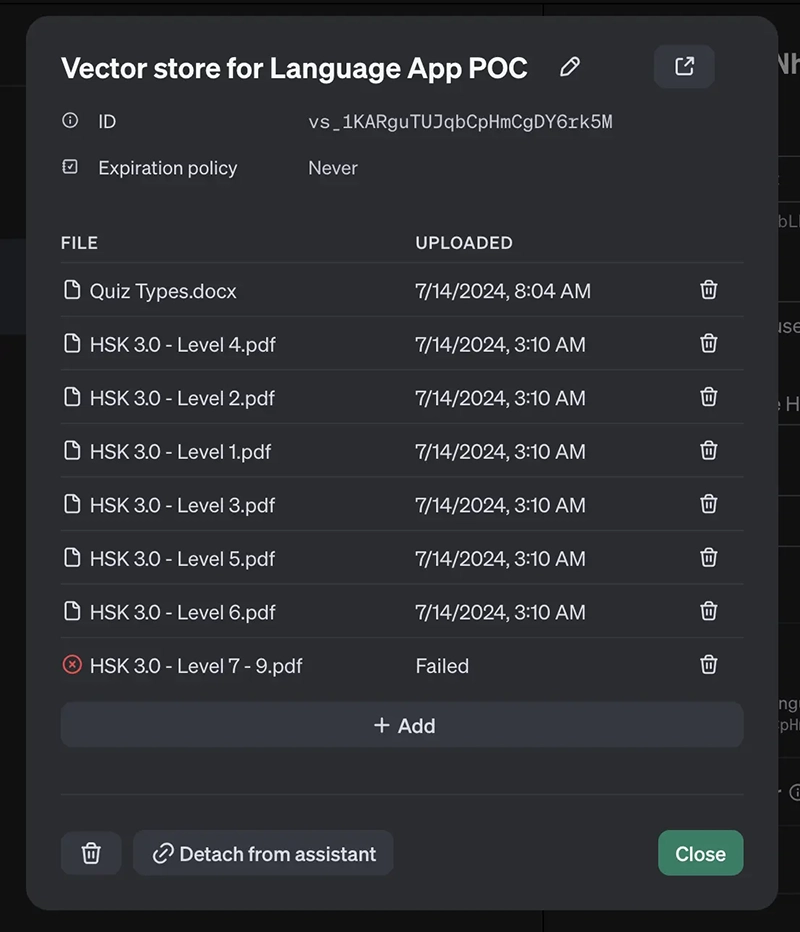 Vector store for Language App POC
ID vs_1KARguTUJqbCpHmCgDY6rk5M
Expiration policy Never
FILE UPLOADED
Quiz Types.docx 7/14/2024, 8:04 AM
HSK 3.0 - Level 4.pdf 7/14/2024, 3:10 AM
HSK 3.0 - Level 2.pdf 7/14/2024, 3:10 AM
HSK 3.0 - Level 1.pdf 7/14/2024, 3:10 AM
HSK 3.0 - Level 3.pdf 7/14/2024, 3:10 AM
HSK 3.0 - Level 5.pdf 7/14/2024, 3:10 AM
HSK 3.0 - Level 6.pdf 7/14/2024, 3:10 AM
HSK 3.0 - Level 7 - 9.pdf Failed
+ Add
Detach from assistant
Close